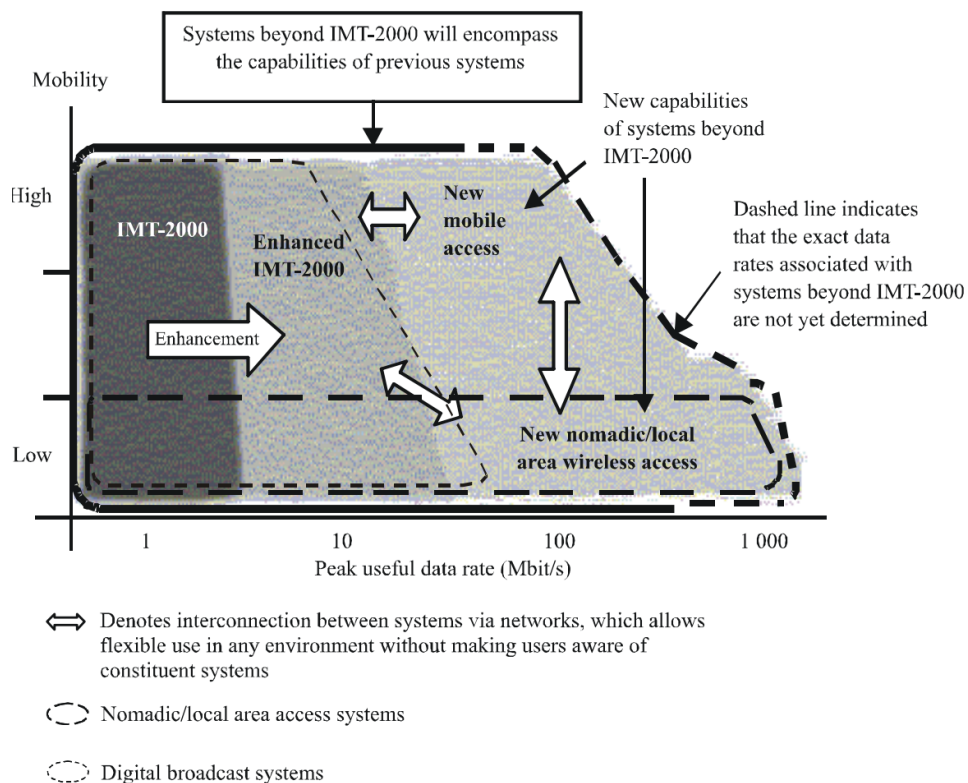 Systems beyond IMT-2000 will encompass
the capabilities of previous systems
Mobility
New capabilities
of systems beyond
IMT-2000
High
IMT-2000
Enhanced
IMT-2000
New
mobile
access
Dashed line indicates
that the exact data
rates associated with
systems beyond IMT-2000
are not yet determined
Enhancement
Low
New nomadic/local
area wireless access
1
10
100
1 000
Peak useful data rate (Mbit/s)
Denotes interconnection between systems via networks, which allows
flexible use in any environment without making users aware of
constituent systems
Nomadic/local area access systems
Digital broadcast systems